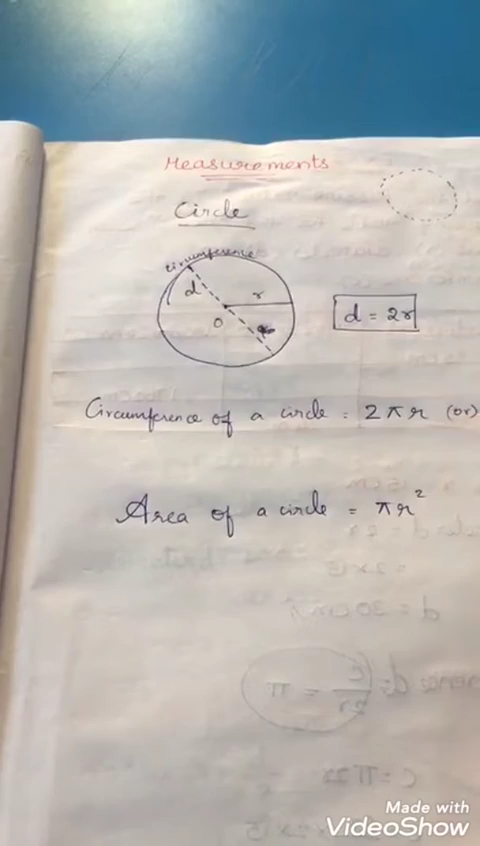 Measurements
Circle
circumference
d
r
O
d = 2r
Circumference of a circle = 2πr (or)
Area of a circle = πr²
Made with
VideoShow